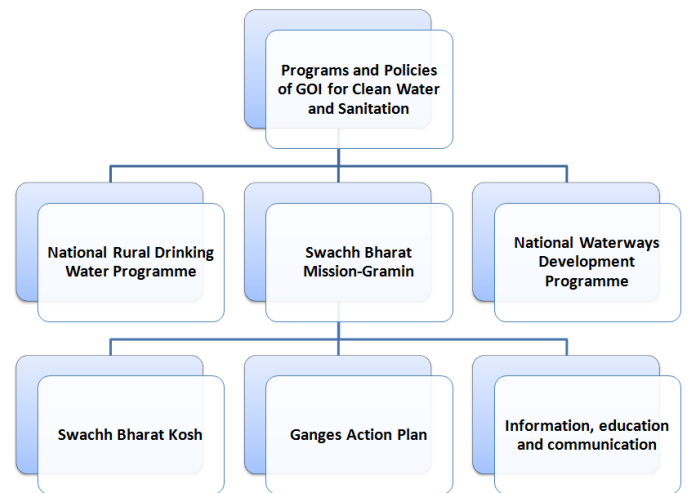 Programs and Policies
of GOI for Clean Water
and Sanitation
National Rural Drinking
Water Programme
Swachh Bharat
Mission-Gramin
National Waterways
Development
Programme
Swachh Bharat Kosh
Ganges Action Plan
Information, education
and communication